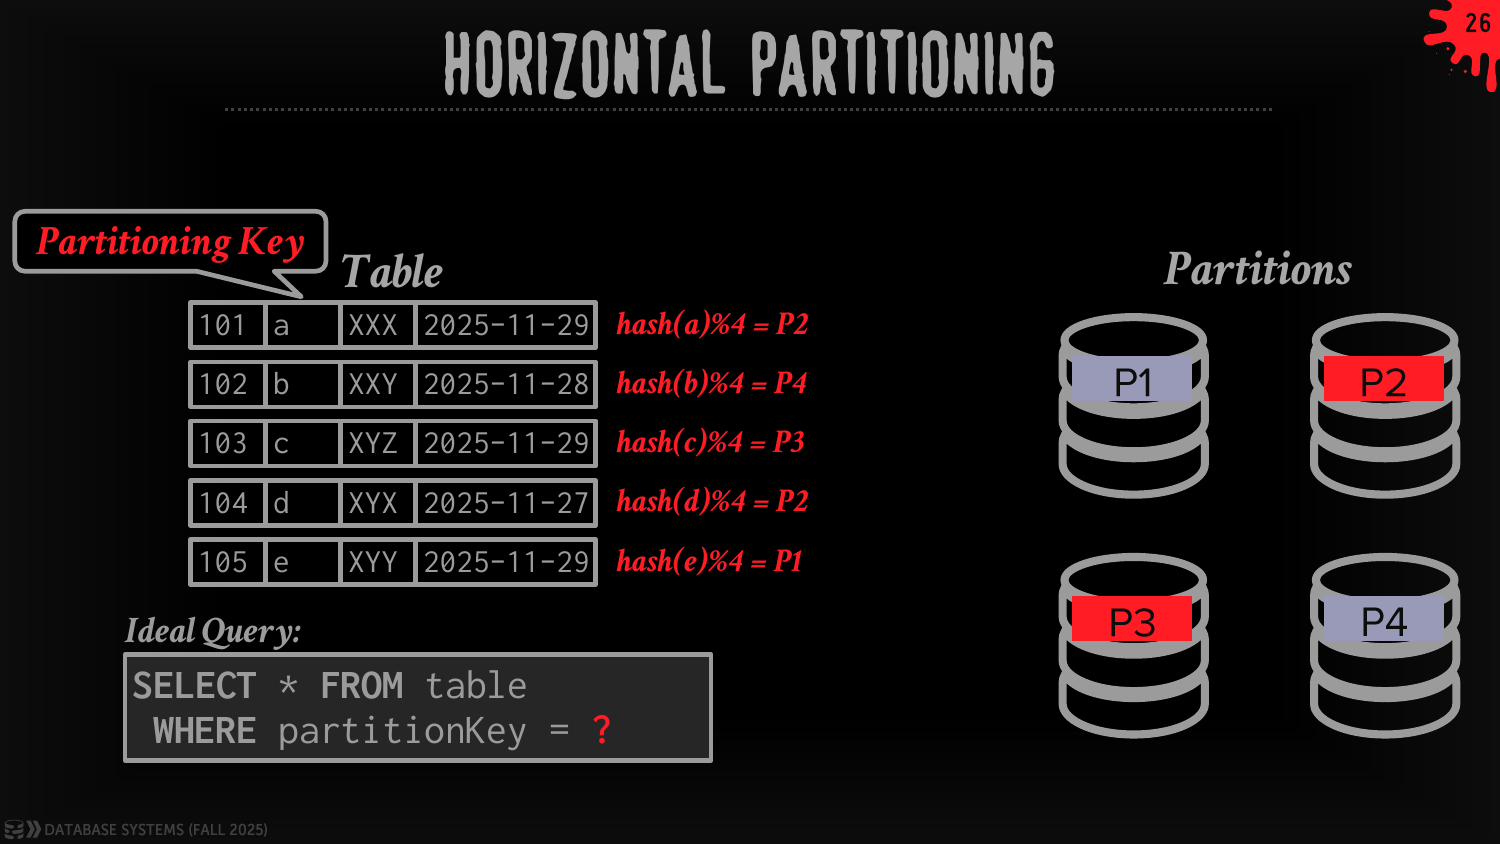 26
HORIZONTAL PARTITIONING
Partitioning Key
Table
101 a XXX 2025-11-29 hash(a)%4 = P2
102 b XXY 2025-11-28 hash(b)%4 = P4
103 c XYZ 2025-11-29 hash(c)%4 = P3
104 d XYX 2025-11-27 hash(d)%4 = P2
105 e XYY 2025-11-29 hash(e)%4 = P1
Ideal Query:
SELECT * FROM table
WHERE partitionKey = ?
Partitions
P1 P2
P3 P4
DATABASE SYSTEMS (FALL 2025)